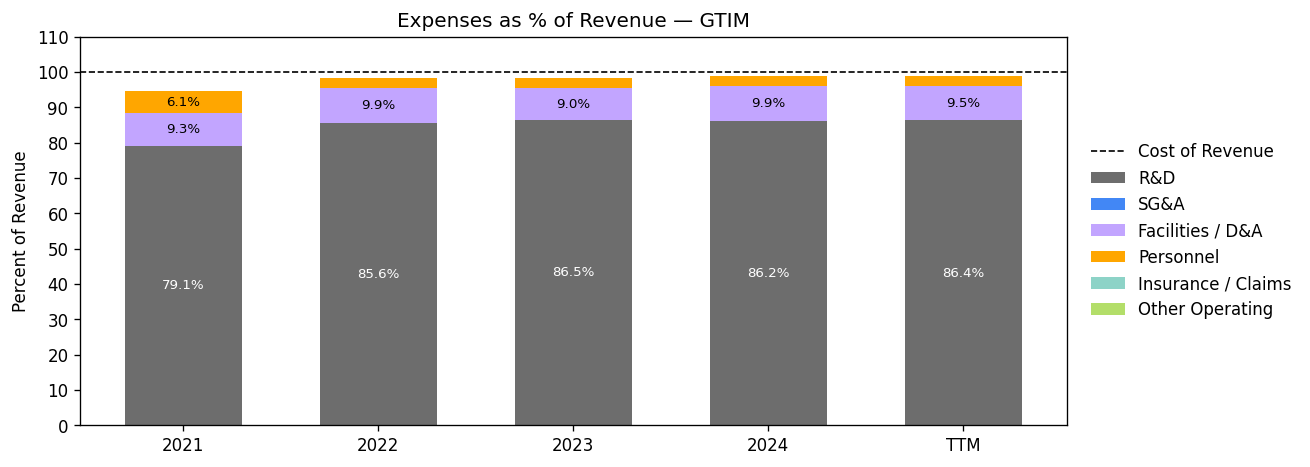 Expenses as % of Revenue — GTIM
Percent of Revenue
110
100
90
80
70
60
50
40
30
20
10
0
6.1%
9.3%
79.1%
9.9%
85.6%
9.0%
86.5%
9.9%
86.2%
9.5%
86.4%
2021
2022
2023
2024
TTM
Cost of Revenue
R&D
SG&A
Facilities / D&A
Personnel
Insurance / Claims
Other Operating